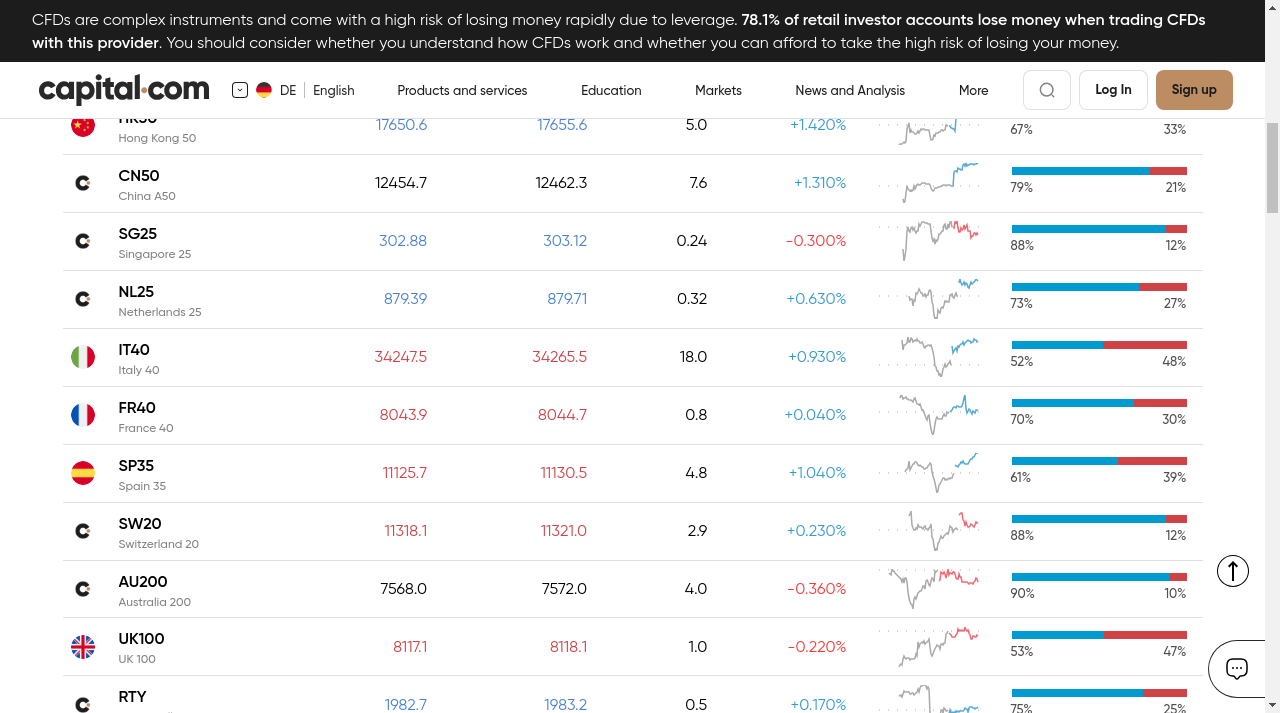 CFDs are complex instruments and come with a high risk of losing money rapidly due to leverage. 78.1% of retail investor accounts lose money when trading CFDs
with this provider. You should consider whether you understand how CFDs work and whether you can afford to take the high risk of losing your money.
capital.com DE English Products and services Education Markets News and Analysis More Log In Sign up
HK50 17650.6 17655.6 5.0 +1.420%
Hong Kong 50 67% 33%
CN50 12454.7 12462.3 7.6 +1.310%
China A50 79% 21%
SG25 302.88 303.12 0.24 -0.300%
Singapore 25 88% 12%
NL25 879.39 879.71 0.32 +0.630%
Netherlands 25 73% 27%
IT40 34247.5 34265.5 18.0 +0.930%
Italy 40 52% 48%
FR40 8043.9 8044.7 0.8 +0.040%
France 40 70% 30%
SP35 11125.7 11130.5 4.8 +1.040%
Spain 35 61% 39%
SW20 11318.1 11321.0 2.9 +0.230%
Switzerland 20 88% 12%
AU200 7568.0 7572.0 4.0 -0.360%
Australia 200 90% 10%
UK100 8117.1 8118.1 1.0 -0.220%
UK 100 53% 47%
RTY 1982.7 1983.2 0.5 +0.170%
75% 25%